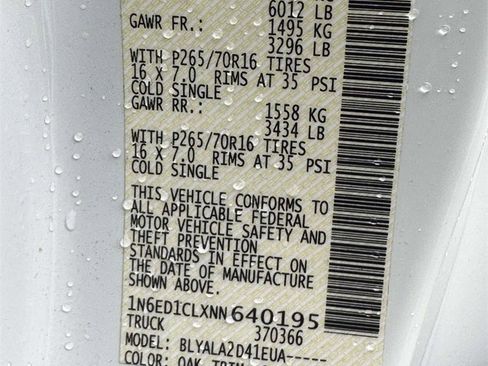 6012 LB
GAWR FR.: 1495 KG
3296 LB
WITH P265/70R16 TIRES
16 X 7.0 RIMS AT 35 PSI
COLD SINGLE
GAWR RR.: 1558 KG
3434 LB
WITH P265/70R16 TIRES
16 X 7.0 RIMS AT 35 PSI
COLD SINGLE
THIS VEHICLE CONFORMS TO
ALL APPLICABLE FEDERAL
MOTOR VEHICLE SAFETY AND
THEFT PREVENTION
STANDARDS IN EFFECT ON
THE DATE OF MANUFACTURE
SHOWN ABOVE.
1N6ED1CLXNN640195
TRUCK 370366
MODEL: BLYALA2D41EUA-----
COLOR: QAK TRIM